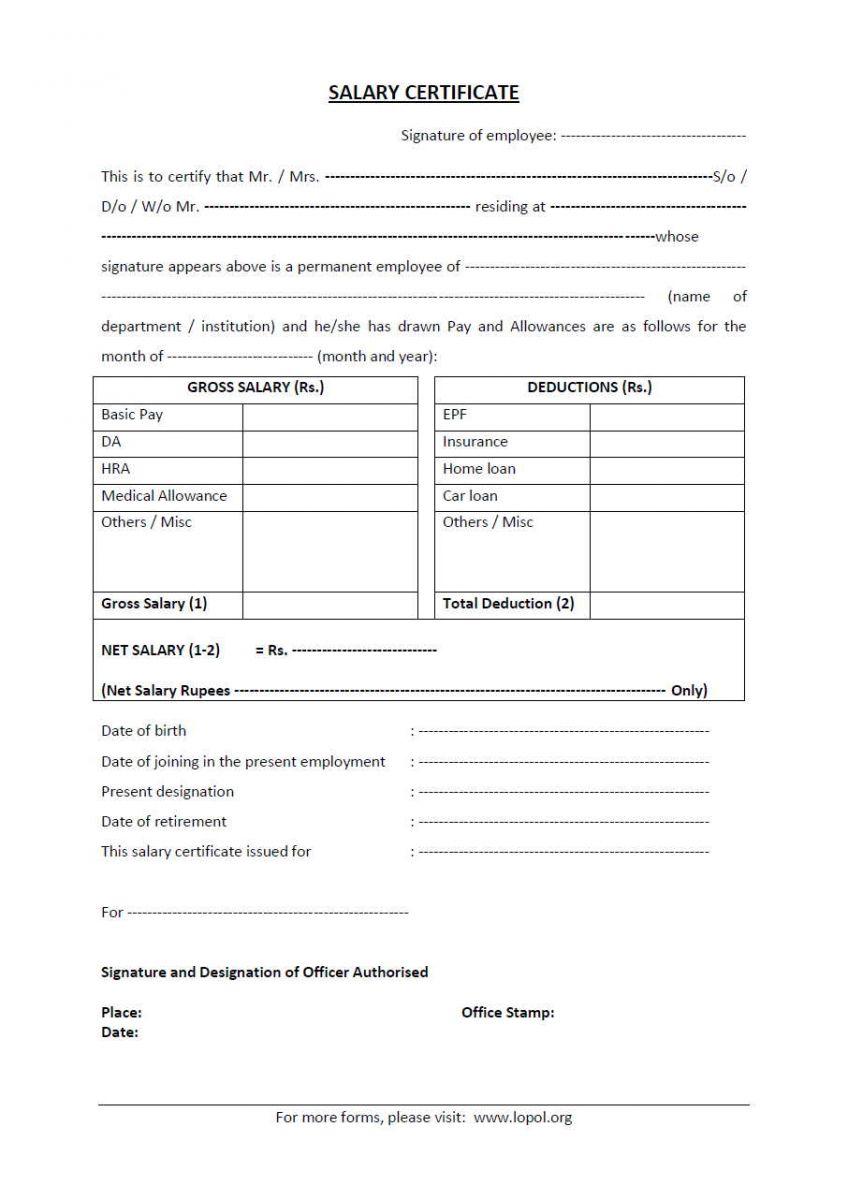 SALARY CERTIFICATE
Signature of employee: -------------------------------------
This is to certify that Mr. / Mrs. ------------------------------------------------------------------------------S/o /
D/o / W/o Mr. ----------------------------------------------------- residing at ---------------------------------------
---------------------------------------------------------------------------------------------------------------whose
signature appears above is a permanent employee of --------------------------------------------------------
------------------------------------------------------------------------------------------------------------- (name of
department / institution) and he/she has drawn Pay and Allowances are as follows for the
month of ----------------------------- (month and year):
GROSS SALARY (Rs.) DEDUCTIONS (Rs.)
Basic Pay EPF
DA Insurance
HRA Home loan
Medical Allowance Car loan
Others / Misc Others / Misc
Gross Salary (1) Total Deduction (2)
NET SALARY (1-2) = Rs. -----------------------------
(Net Salary Rupees -------------------------------------------------------------------------------------- Only)
Date of birth : ----------------------------------------------------------
Date of joining in the present employment : ----------------------------------------------------------
Present designation : ----------------------------------------------------------
Date of retirement : ----------------------------------------------------------
This salary certificate issued for : ----------------------------------------------------------
For --------------------------------------------------------
Signature and Designation of Officer Authorised
Place: Office Stamp:
Date:
For more forms, please visit: www.lopol.org